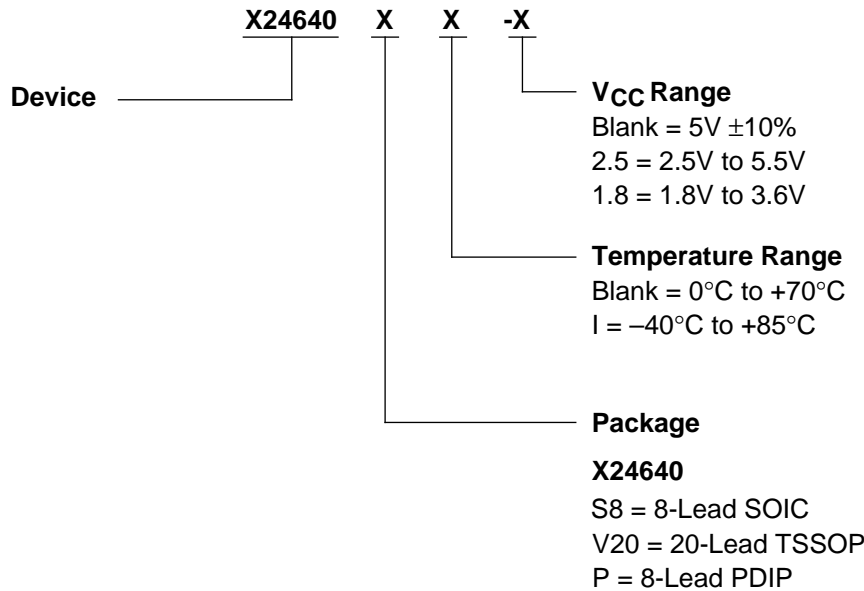 X24640 X X -X
Device
VCC Range
Blank = 5V ±10%
2.5 = 2.5V to 5.5V
1.8 = 1.8V to 3.6V
Temperature Range
Blank = 0°C to +70°C
I = –40°C to +85°C
Package
X24640
S8 = 8-Lead SOIC
V20 = 20-Lead TSSOP
P = 8-Lead PDIP